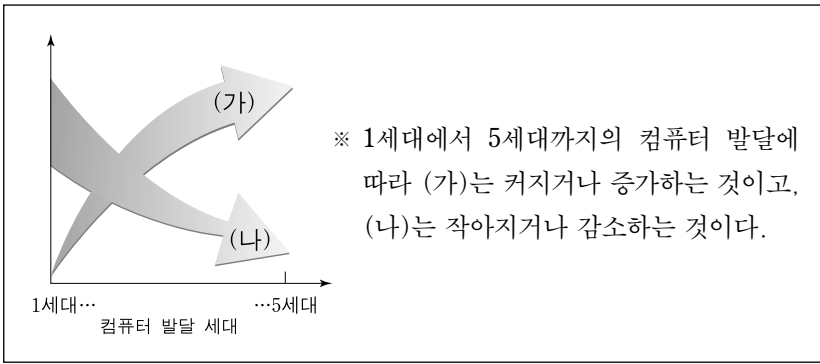 (가)
(나)
1세대… …5세대
컴퓨터 발달 세대
※ 1세대에서 5세대까지의 컴퓨터 발달에
따라 (가)는 커지거나 증가하는 것이고,
(나)는 작아지거나 감소하는 것이다.